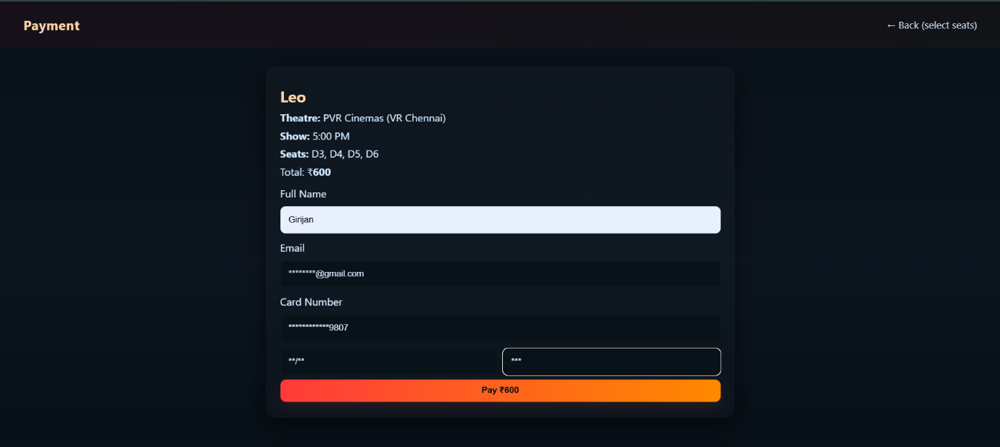 Payment
← Back (select seats)
Leo
Theatre: PVR Cinemas (VR Chennai)
Show: 5:00 PM
Seats: D3, D4, D5, D6
Total: ₹600
Full Name
Girijan
Email
********@gmail.com
Card Number
************9807
**/** ***
Pay ₹600